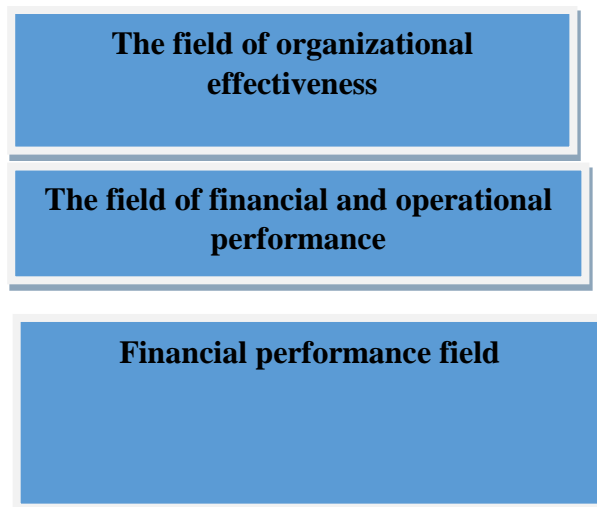 The field of organizational
effectiveness
The field of financial and operational
performance
Financial performance field